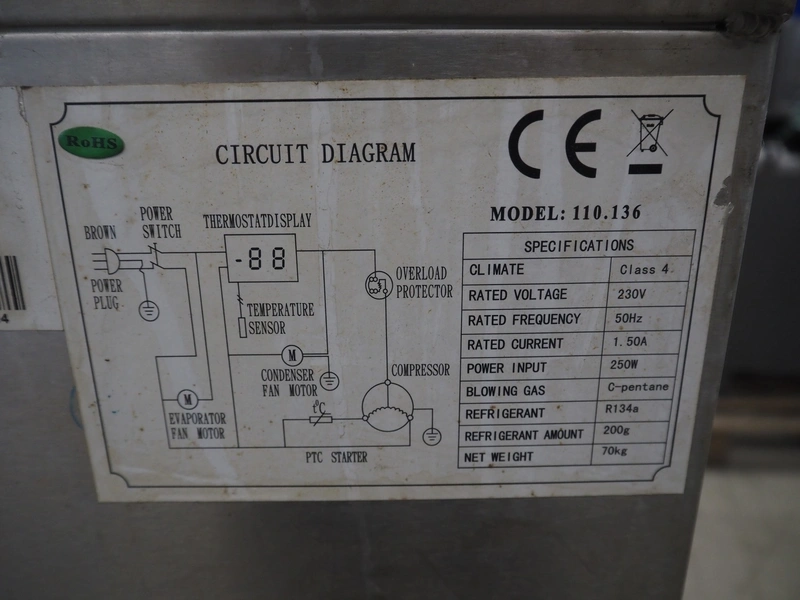 RoHS
CIRCUIT DIAGRAM
CE
MODEL: 110.136
BROWN
POWER SWITCH
THERMOSTATDISPLAY
-88
POWER PLUG
TEMPERATURE SENSOR
OVERLOAD PROTECTOR
M
CONDENSER FAN MOTOR
COMPRESSOR
M
EVAPORATOR FAN MOTOR
t°C
PTC STARTER
SPECIFICATIONS
CLIMATE Class 4
RATED VOLTAGE 230V
RATED FREQUENCY 50Hz
RATED CURRENT 1.50A
POWER INPUT 250W
BLOWING GAS C-pentane
REFRIGERANT R134a
REFRIGERANT AMOUNT 200g
NET WEIGHT 70kg
4